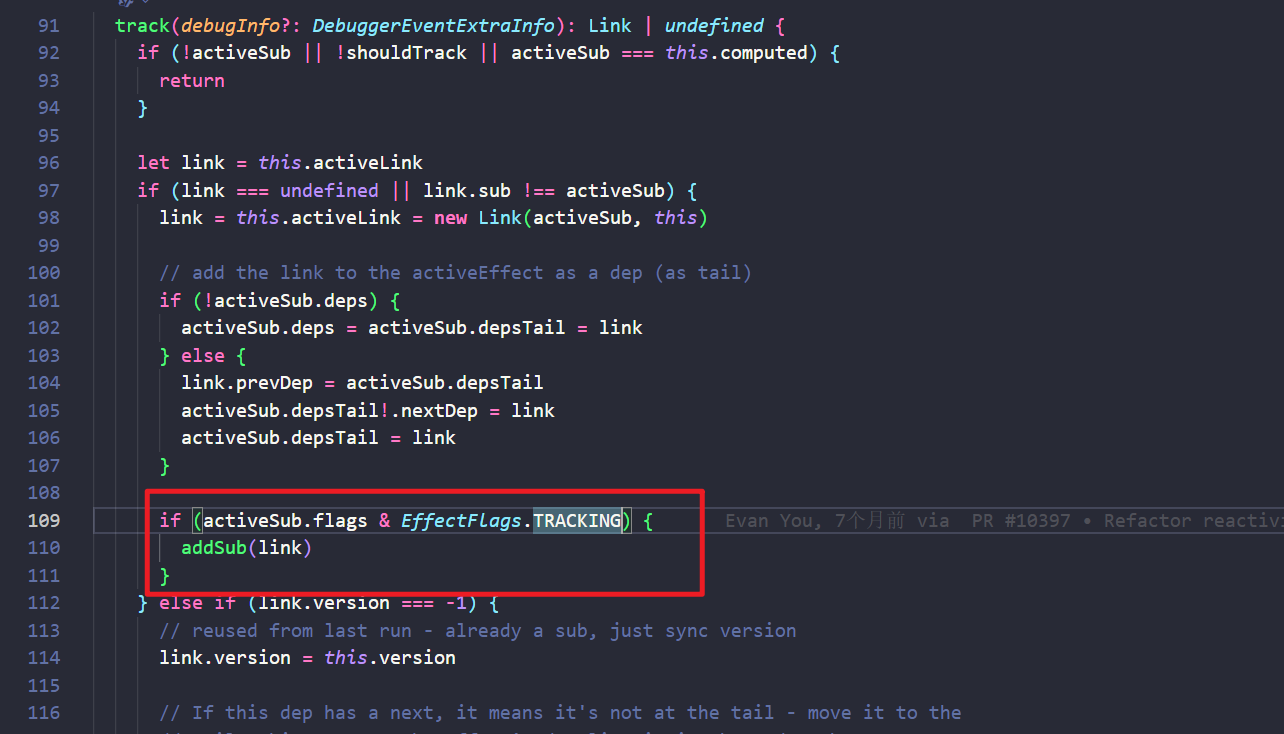 91 track(debugInfo?: DebuggerEventExtraInfo): Link | undefined {
92 if (!activeSub || !shouldTrack || activeSub === this.computed) {
93 return
94 }
95
96 let link = this.activeLink
97 if (link === undefined || link.sub !== activeSub) {
98 link = this.activeLink = new Link(activeSub, this)
99
100 // add the link to the activeEffect as a dep (as tail)
101 if (!activeSub.deps) {
102 activeSub.deps = activeSub.depsTail = link
103 } else {
104 link.prevDep = activeSub.depsTail
105 activeSub.depsTail!.nextDep = link
106 activeSub.depsTail = link
107 }
108
109 if (activeSub.flags & EffectFlags.TRACKING) { Evan You, 7个月前 via PR #10397 • Refactor reactivi
110 addSub(link)
111 }
112 } else if (link.version === -1) {
113 // reused from last run - already a sub, just sync version
114 link.version = this.version
115
116 // If this dep has a next, it means it's not at the tail - move it to the